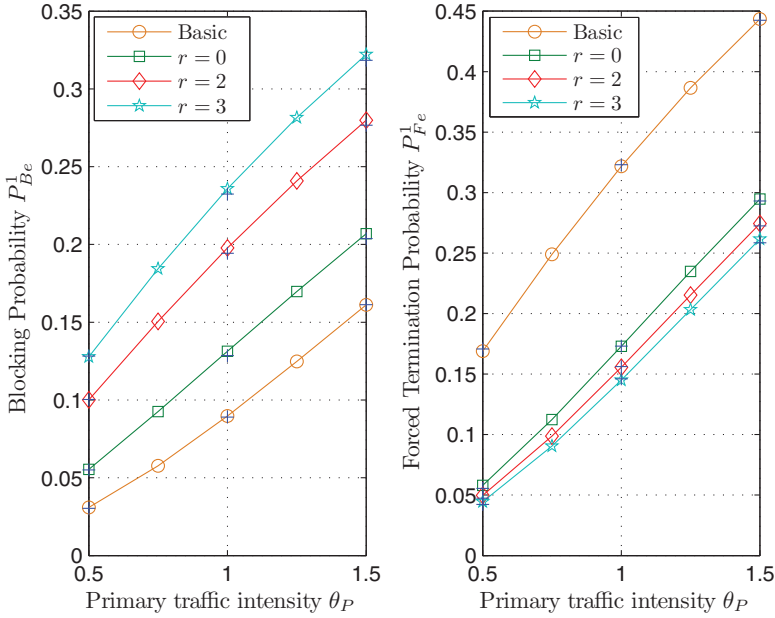 0.35
0.3
0.25
0.2
0.15
0.1
0.05
0
0.5
1
1.5
Blocking Probability $P^1_{Be}$
Primary traffic intensity $\theta_P$
Basic
$r = 0$
$r = 2$
$r = 3$
0.45
0.4
0.35
0.3
0.25
0.2
0.15
0.1
0.05
0
0.5
1
1.5
Forced Termination Probability $P^1_{Fe}$
Primary traffic intensity $\theta_P$
Basic
$r = 0$
$r = 2$
$r = 3$